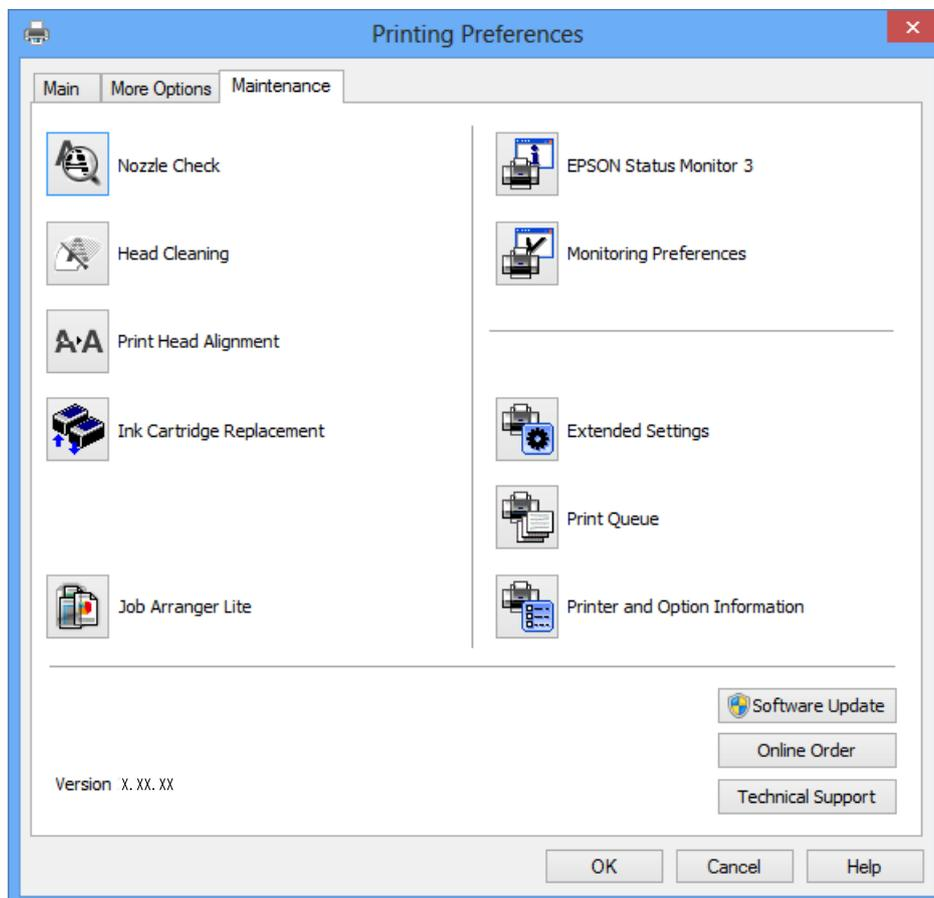 Printing Preferences
Main
More Options
Maintenance
Nozzle Check
Head Cleaning
A·A Print Head Alignment
Ink Cartridge Replacement
Job Arranger Lite
EPSON Status Monitor 3
Monitoring Preferences
Extended Settings
Print Queue
Printer and Option Information
Software Update
Online Order
Version X.XX.XX
Technical Support
OK
Cancel
Help